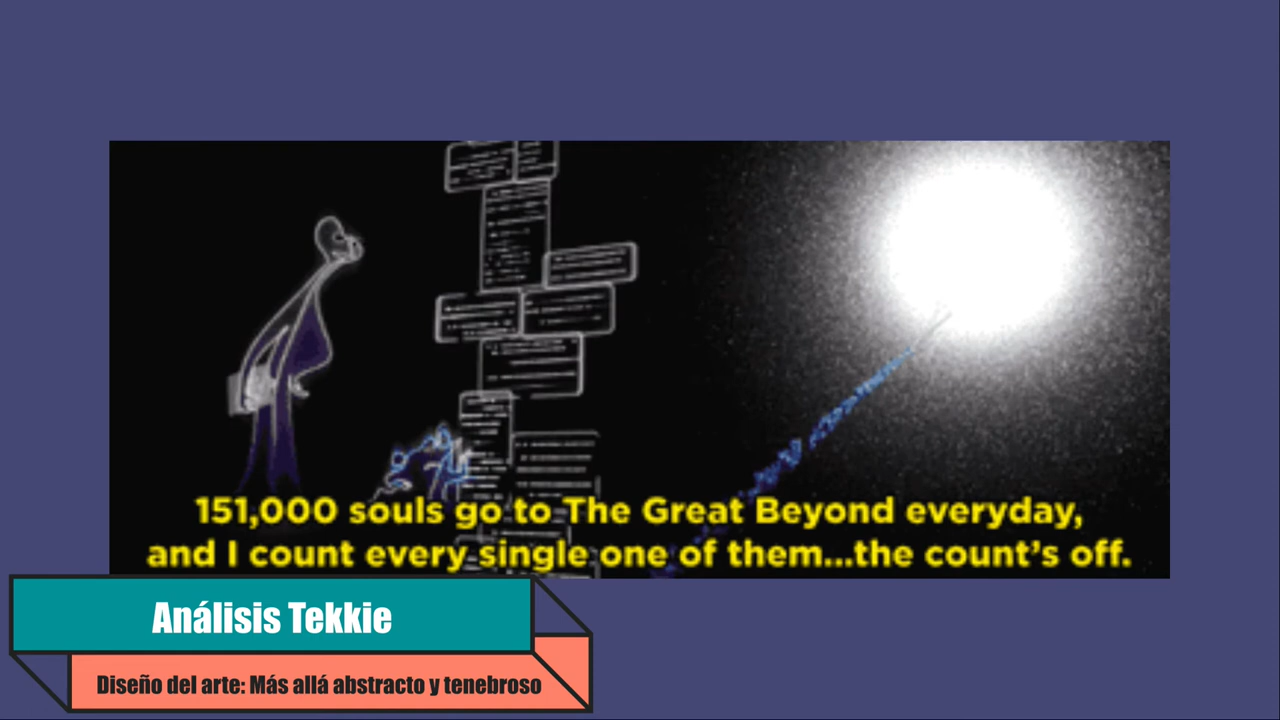 151,000 souls go to The Great Beyond everyday,
and I count every single one of them...the count's off.
Análisis Tekkie
Diseño del arte: Más allá abstracto y tenebroso